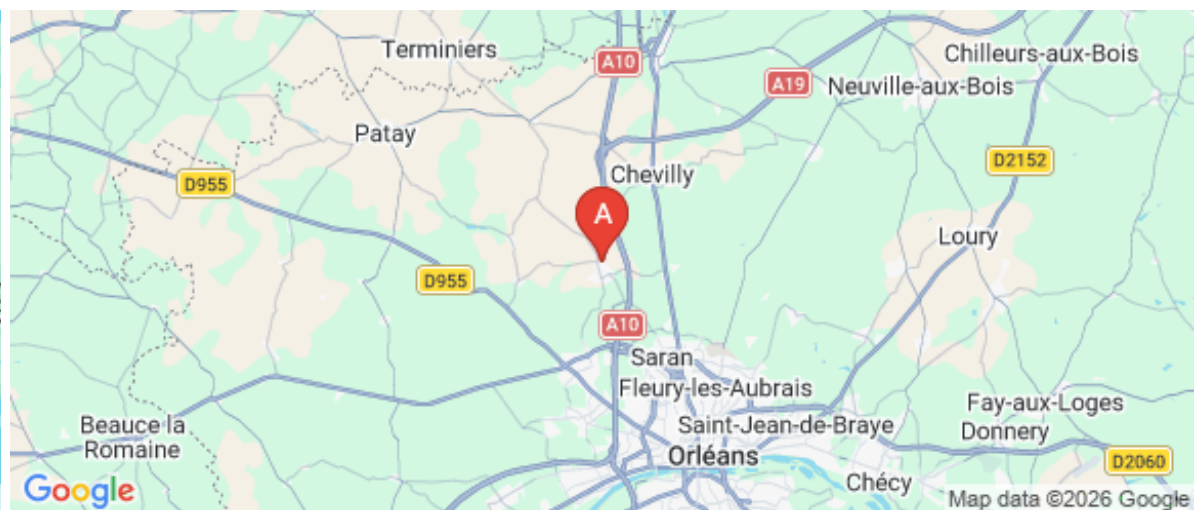 Terminiers
A10
Chilleurs-aux-Bois
A19
Neuville-aux-Bois
Patay
D2152
Chevilly
D955
A
Loury
D955
A10
Saran
Fleury-les-Aubrais
Fay-aux-Loges
Beauce la
Romaine
Saint-Jean-de-Braye
Donnery
Orléans
D2060
Chécy
Google
Map data ©2026 Google